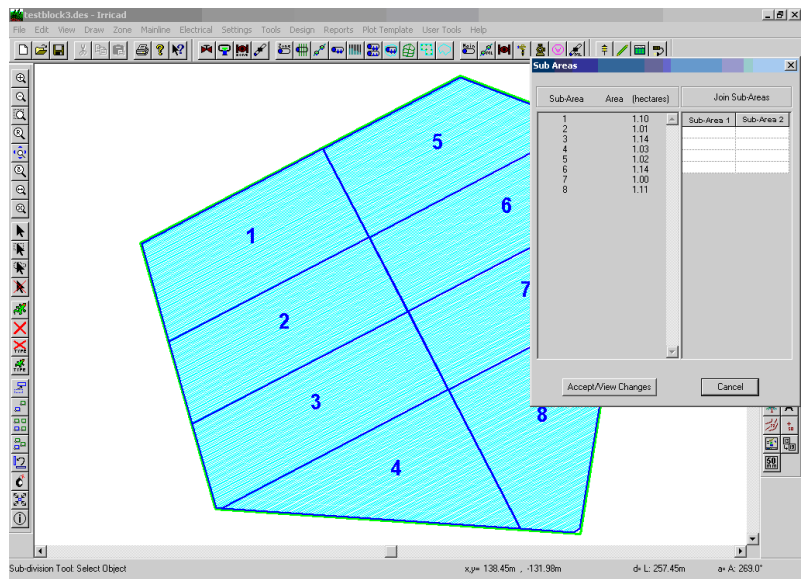 testblock3.des - Irricad
File Edit View Draw Zone Mainline Electrical Settings Tools Design Reports Plot Template User Tools Help
Sub Areas
Sub-Area Area (hectares) Join Sub-Areas
Sub-Area 1 Sub-Area 2
1 1.10
2 1.01
3 1.14
4 1.03
5 1.02
6 1.14
7 1.00
8 1.11
Accept/View Changes Cancel
5
1
6
2
7
3
8
4
TYPE
TYPE
Sub-division Tool: Select Object x,y= 138.45m , -131.98m d= L: 257.45m a= A: 269.0°